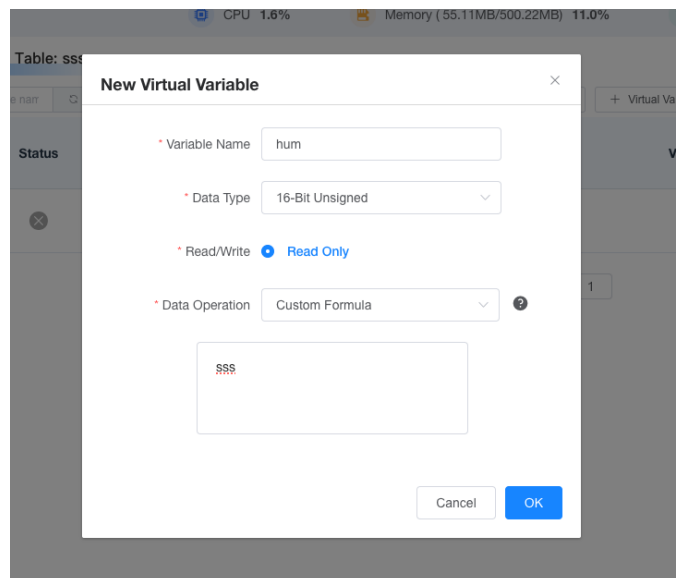 CPU 1.6% Memory ( 55.11MB/500.22MB) 11.0%
Table: sss
New Virtual Variable
+ Virtual Va
Status
* Variable Name hum
* Data Type 16-Bit Unsigned
* Read/Write Read Only
* Data Operation Custom Formula ?
1
sss
Cancel OK